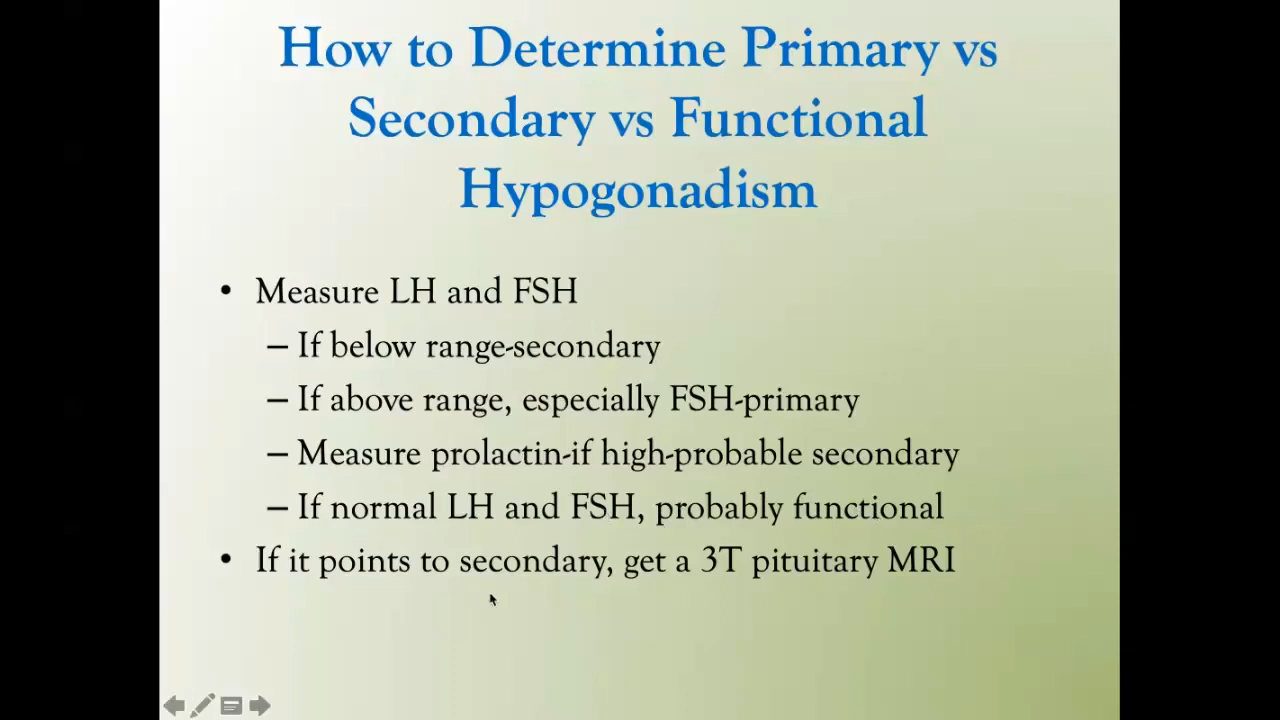 How to Determine Primary vs
Secondary vs Functional
Hypogonadism
• Measure LH and FSH
– If below range-secondary
– If above range, especially FSH-primary
– Measure prolactin-if high-probable secondary
– If normal LH and FSH, probably functional
• If it points to secondary, get a 3T pituitary MRI